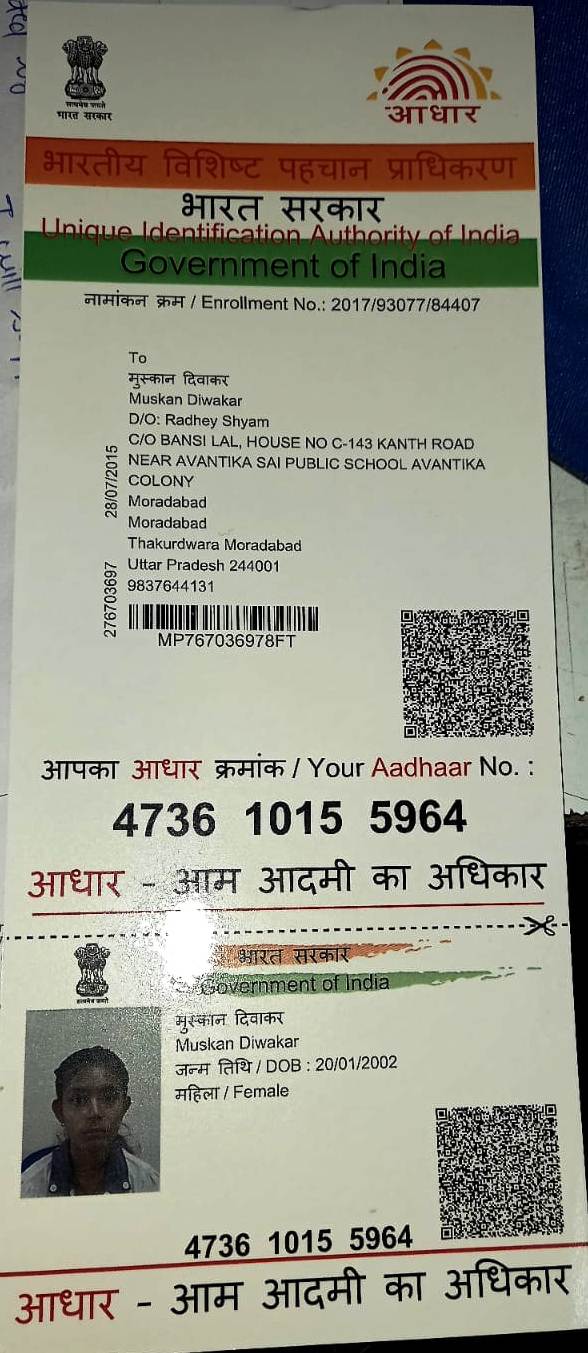 सत्यमेव जयते
भारत सरकार
आधार
भारतीय विशिष्ट पहचान प्राधिकरण
भारत सरकार
Unique Identification Authority of India
Government of India
नामांकन क्रम / Enrollment No.: 2017/93077/84407
To
मुस्कान दिवाकर
Muskan Diwakar
D/O: Radhey Shyam
C/O BANSI LAL, HOUSE NO C-143 KANTH ROAD
NEAR AVANTIKA SAI PUBLIC SCHOOL AVANTIKA
COLONY
Moradabad
Moradabad
Thakurdwara Moradabad
Uttar Pradesh 244001
9837644131
28/07/2015
276703697
MP767036978FT
आपका आधार क्रमांक / Your Aadhaar No. :
4736 1015 5964
आधार - आम आदमी का अधिकार
भारत सरकार
Government of India
मुस्कान दिवाकर
Muskan Diwakar
जन्म तिथि / DOB : 20/01/2002
महिला / Female
4736 1015 5964
आधार - आम आदमी का अधिकार